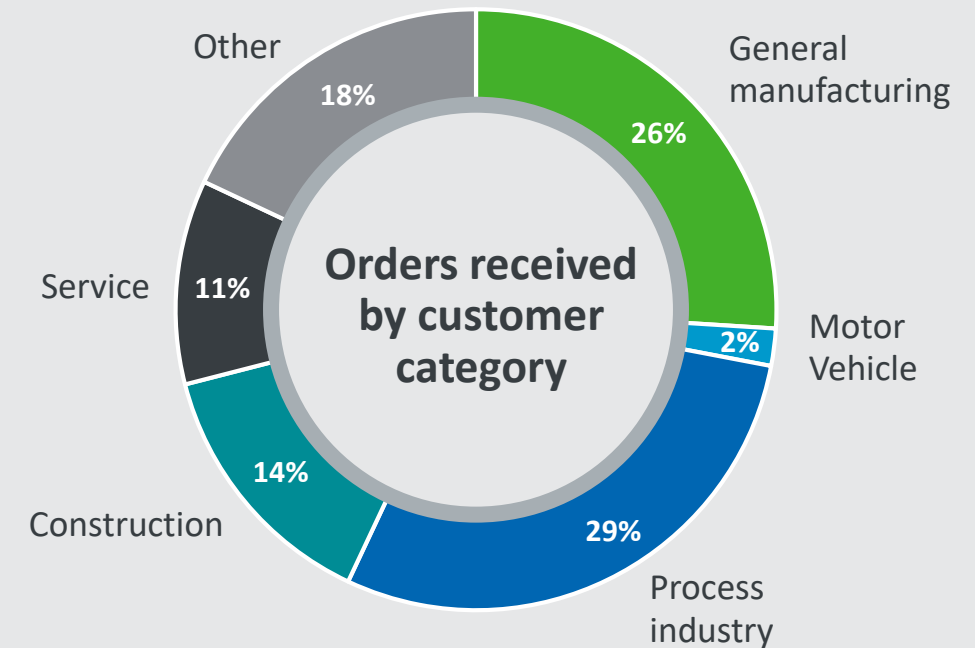 Other
18%
General
manufacturing
26%
Orders received
by customer
category
Service
11%
Motor
Vehicle
2%
Construction
14%
29%
Process
industry